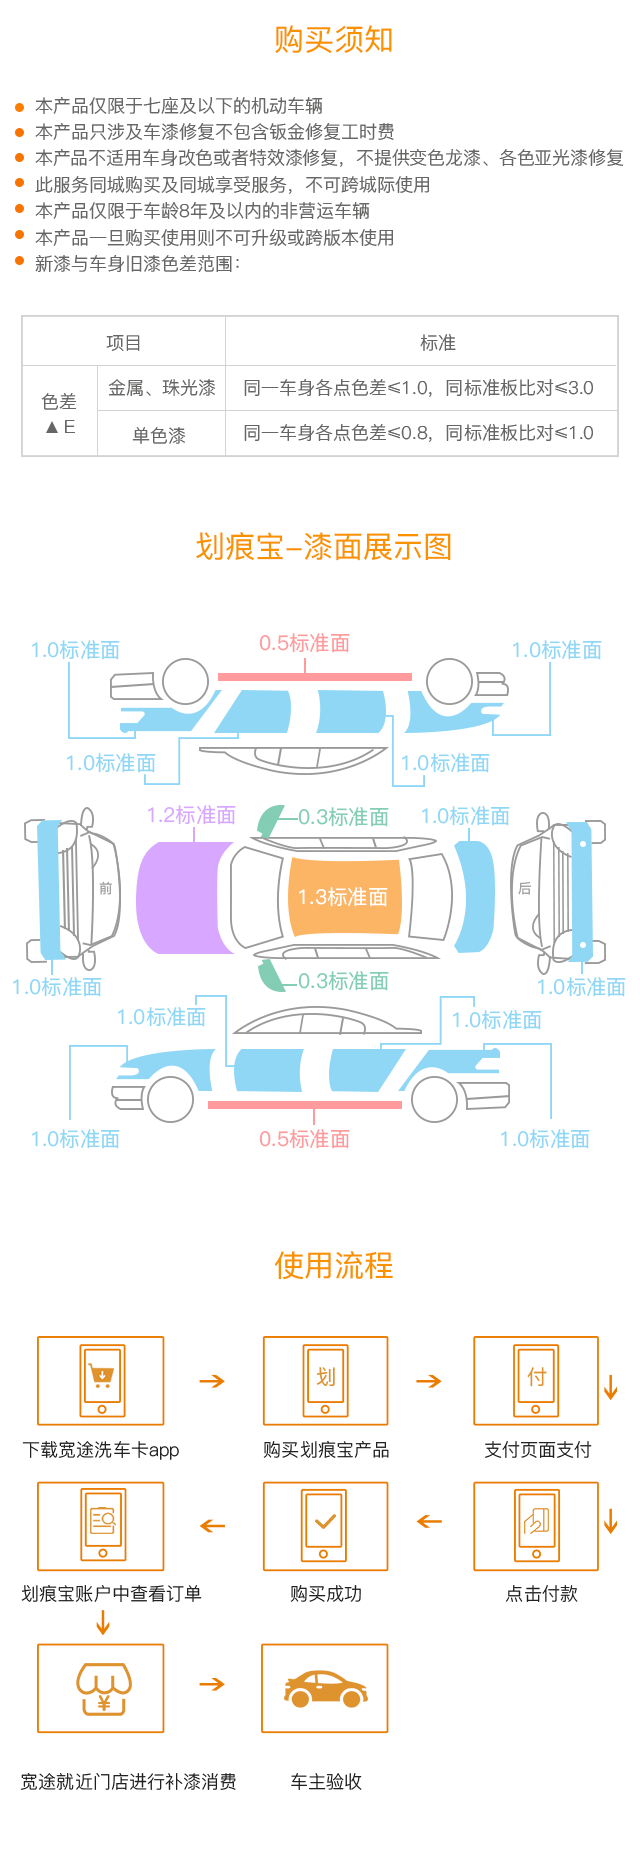 购买须知
本产品仅限于七座及以下的机动车辆
本产品只涉及车漆修复不包含钣金修复工时费
本产品不适用车身改色或者特效漆修复，不提供变色龙漆、各色亚光漆修复
此服务同城购买及同城享受服务，不可跨城际使用
本产品仅限于车龄8年及以内的非营运车辆
本产品一旦购买使用则不可升级或跨版本使用
新漆与车身旧漆色差范围：
项目 标准
色差
▲E
金属、珠光漆 同一车身各点色差≤1.0，同标准板比对≤3.0
单色漆 同一车身各点色差≤0.8，同标准板比对≤1.0
划痕宝-漆面展示图
1.0标准面 0.5标准面 1.0标准面
1.0标准面 1.0标准面
1.2标准面 0.3标准面 1.0标准面
前 1.3标准面 后
1.0标准面 0.3标准面 1.0标准面
1.0标准面 1.0标准面
1.0标准面 0.5标准面 1.0标准面
使用流程
划 付
下载宽途洗车卡app 购买划痕宝产品 支付页面支付
划痕宝账户中查看订单 购买成功 点击付款
¥
宽途就近门店进行补漆消费 车主验收